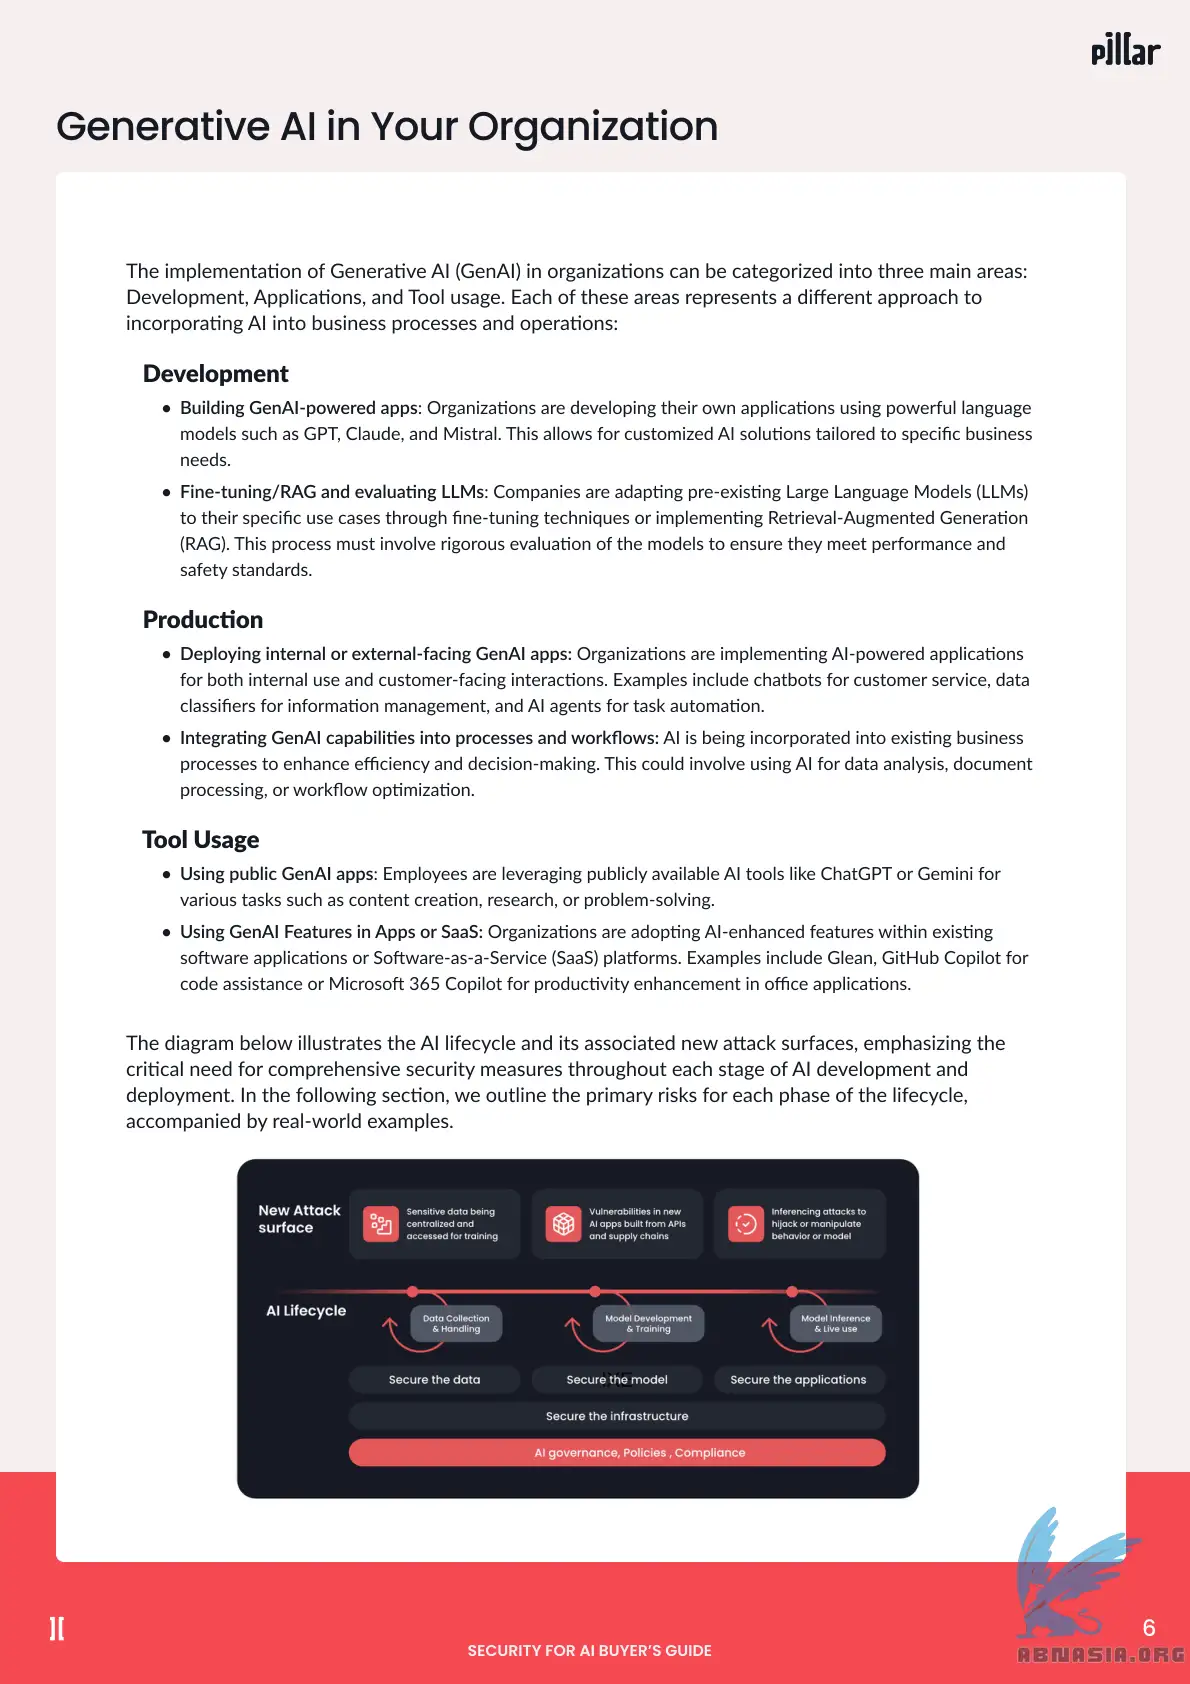 pillar
Generative AI in Your Organization
The implementation of Generative AI (GenAI) in organizations can be categorized into three main areas:
Development, Applications, and Tool usage. Each of these areas represents a different approach to
incorporating AI into business processes and operations:
Development
• Building GenAI-powered apps: Organizations are developing their own applications using powerful language
models such as GPT, Claude, and Mistral. This allows for customized AI solutions tailored to specific business
needs.
• Fine-tuning/RAG and evaluating LLMs: Companies are adapting pre-existing Large Language Models (LLMs)
to their specific use cases through fine-tuning techniques or implementing Retrieval-Augmented Generation
(RAG). This process must involve rigorous evaluation of the models to ensure they meet performance and
safety standards.
Production
• Deploying internal or external-facing GenAI apps: Organizations are implementing AI-powered applications
for both internal use and customer-facing interactions. Examples include chatbots for customer service, data
classifiers for information management, and AI agents for task automation.
• Integrating GenAI capabilities into processes and workflows: AI is being incorporated into existing business
processes to enhance efficiency and decision-making. This could involve using AI for data analysis, document
processing, or workflow optimization.
Tool Usage
• Using public GenAI apps: Employees are leveraging publicly available AI tools like ChatGPT or Gemini for
various tasks such as content creation, research, or problem-solving.
• Using GenAI Features in Apps or SaaS: Organizations are adopting AI-enhanced features within existing
software applications or Software-as-a-Service (SaaS) platforms. Examples include Glean, GitHub Copilot for
code assistance or Microsoft 365 Copilot for productivity enhancement in office applications.
The diagram below illustrates the AI lifecycle and its associated new attack surfaces, emphasizing the
critical need for comprehensive security measures throughout each stage of AI development and
deployment. In the following section, we outline the primary risks for each phase of the lifecycle,
accompanied by real-world examples.
New Attack
surface
Sensitive data being
centralized and
accessed for training
Vulnerabilities in new
AI apps built from APIs
and supply chains
Inferencing attacks to
hijack or manipulate
behavior or model
AI Lifecycle
Data Collection
& Handling
Model Development
& Training
Model Inference
& Live use
Secure the data
Secure the model
Secure the applications
Secure the infrastructure
AI governance, Policies , Compliance
SECURITY FOR AI BUYER'S GUIDE
6
ABNASIA.ORG